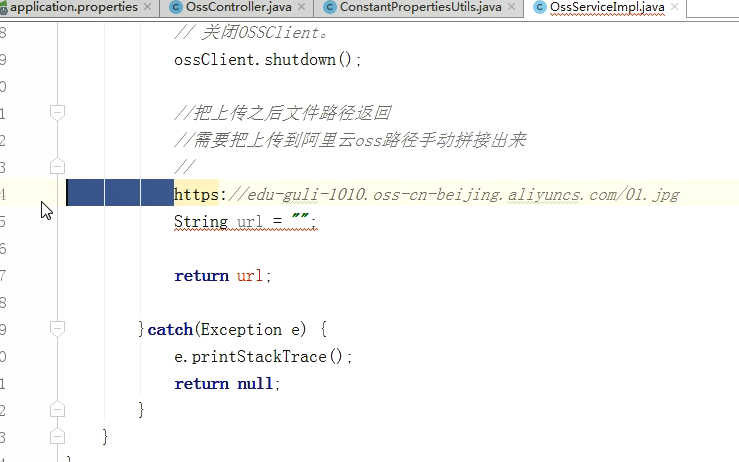 application.properties OssController.java ConstantPropertiesUtils.java OssServiceImpl.java
8 // 关闭OSSClient。
9 ossClient.shutdown();
0
1 //把上传之后文件路径返回
2 //需要把上传到阿里云oss路径手动拼接出来
3 //
4 https://edu-guli-1010.oss-cn-beijing.aliyuncs.com/01.jpg
5 String url = "";
6
7 return url;
8
9 }catch(Exception e) {
0 e.printStackTrace();
1 return null;
2 }
3 }